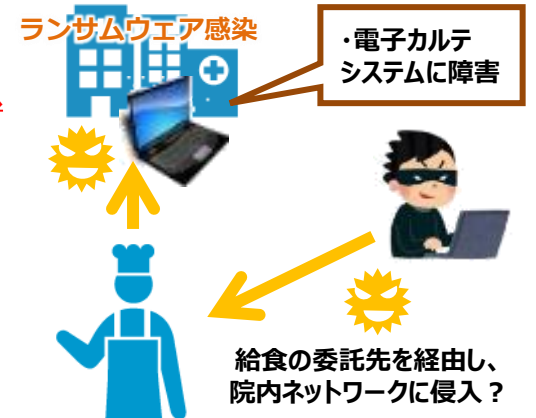 ランサムウェア感染
・電子カルテ
システムに障害
給食の委託先を経由し、
院内ネットワークに侵入？